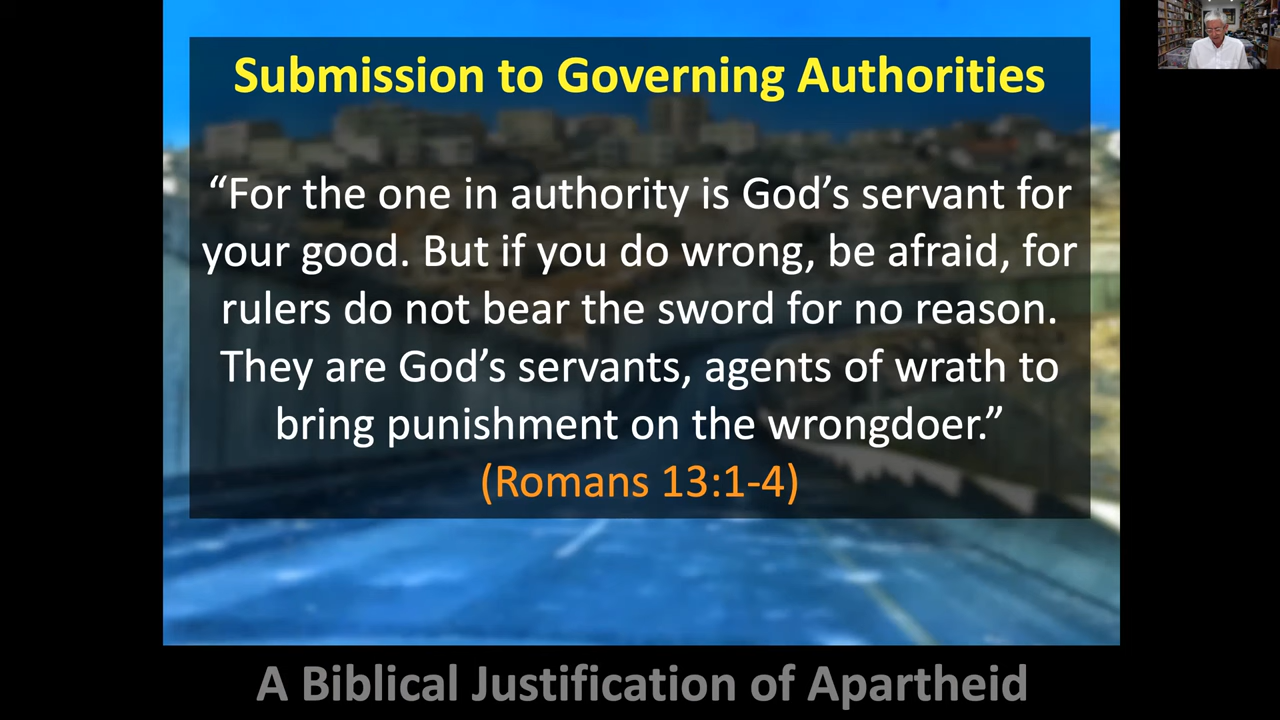 Submission to Governing Authorities
“For the one in authority is God’s servant for
your good. But if you do wrong, be afraid, for
rulers do not bear the sword for no reason.
They are God’s servants, agents of wrath to
bring punishment on the wrongdoer.”
(Romans 13:1-4)
A Biblical Justification of Apartheid